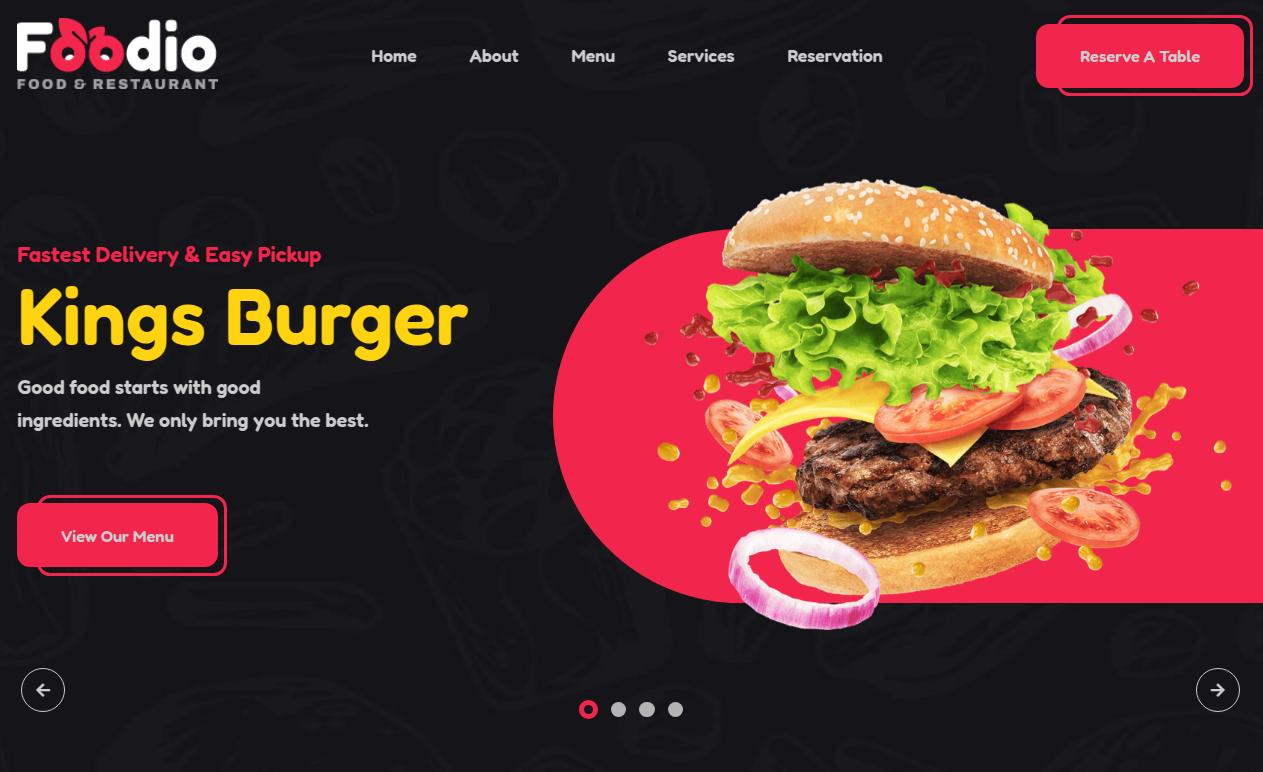 Foodio
FOOD & RESTAURANT
Home
About
Menu
Services
Reservation
Reserve A Table
Fastest Delivery & Easy Pickup
Kings Burger
Good food starts with good
ingredients. We only bring you the best.
View Our Menu